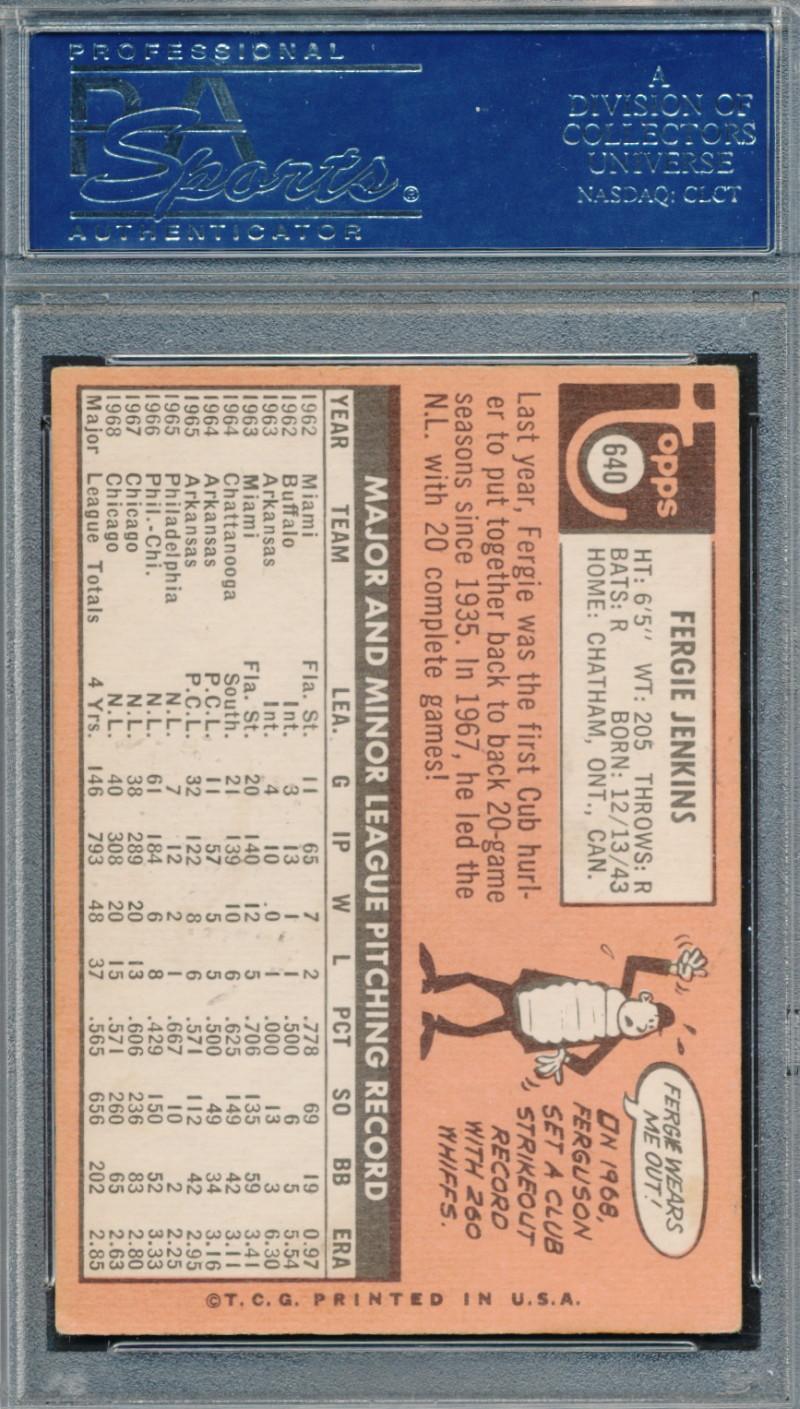 PROFESSIONAL
PSA
Sports®
AUTHENTICATOR
A
DIVISION OF
COLLECTORS
UNIVERSE
NASDAQ: CLCT
Topps
640
FERGIE JENKINS
HT: 6'5" WT: 205 THROWS: R
BATS: R BORN: 12/13/43
HOME: CHATHAM, ONT., CAN.
Last year, Fergie was the first Cub hurl-
er to put together back to back 20-game
seasons since 1935. In 1967, he led the
N.L. with 20 complete games!
FERGIE WEARS
ME OUT!
IN 1968,
FERGUSON
SET A CLUB
STRIKEOUT
RECORD
WITH 260
WHIFFS.
MAJOR AND MINOR LEAGUE PITCHING RECORD
YEAR TEAM LEA. G IP W L PCT SO BB ERA
1962 Miami Fla. St. 11 65 7 2 .778 69 19 0.97
1962 Buffalo Int. 3 13 1 1 .500 6 5 5.54
1963 Arkansas Int. 4 10 0 1 .000 13 3 6.30
1963 Miami Fla. St. 20 140 12 5 .706 135 59 3.41
1964 Chattanooga South. 21 139 10 6 .625 149 42 3.11
1964 Arkansas P.C.L. 11 57 5 5 .500 49 34 3.16
1965 Arkansas P.C.L. 32 122 8 6 .571 112 42 2.95
1965 Philadelphia N.L. 7 12 2 1 .667 10 2 2.25
1966 Phil.-Chi. N.L. 61 184 6 8 .429 150 52 3.33
1967 Chicago N.L. 38 289 20 13 .606 236 83 2.80
1968 Chicago N.L. 40 308 20 15 .571 260 65 2.63
Major League Totals 4 Yrs. 146 793 48 37 .565 656 202 2.85
©T.C.G. PRINTED IN U.S.A.